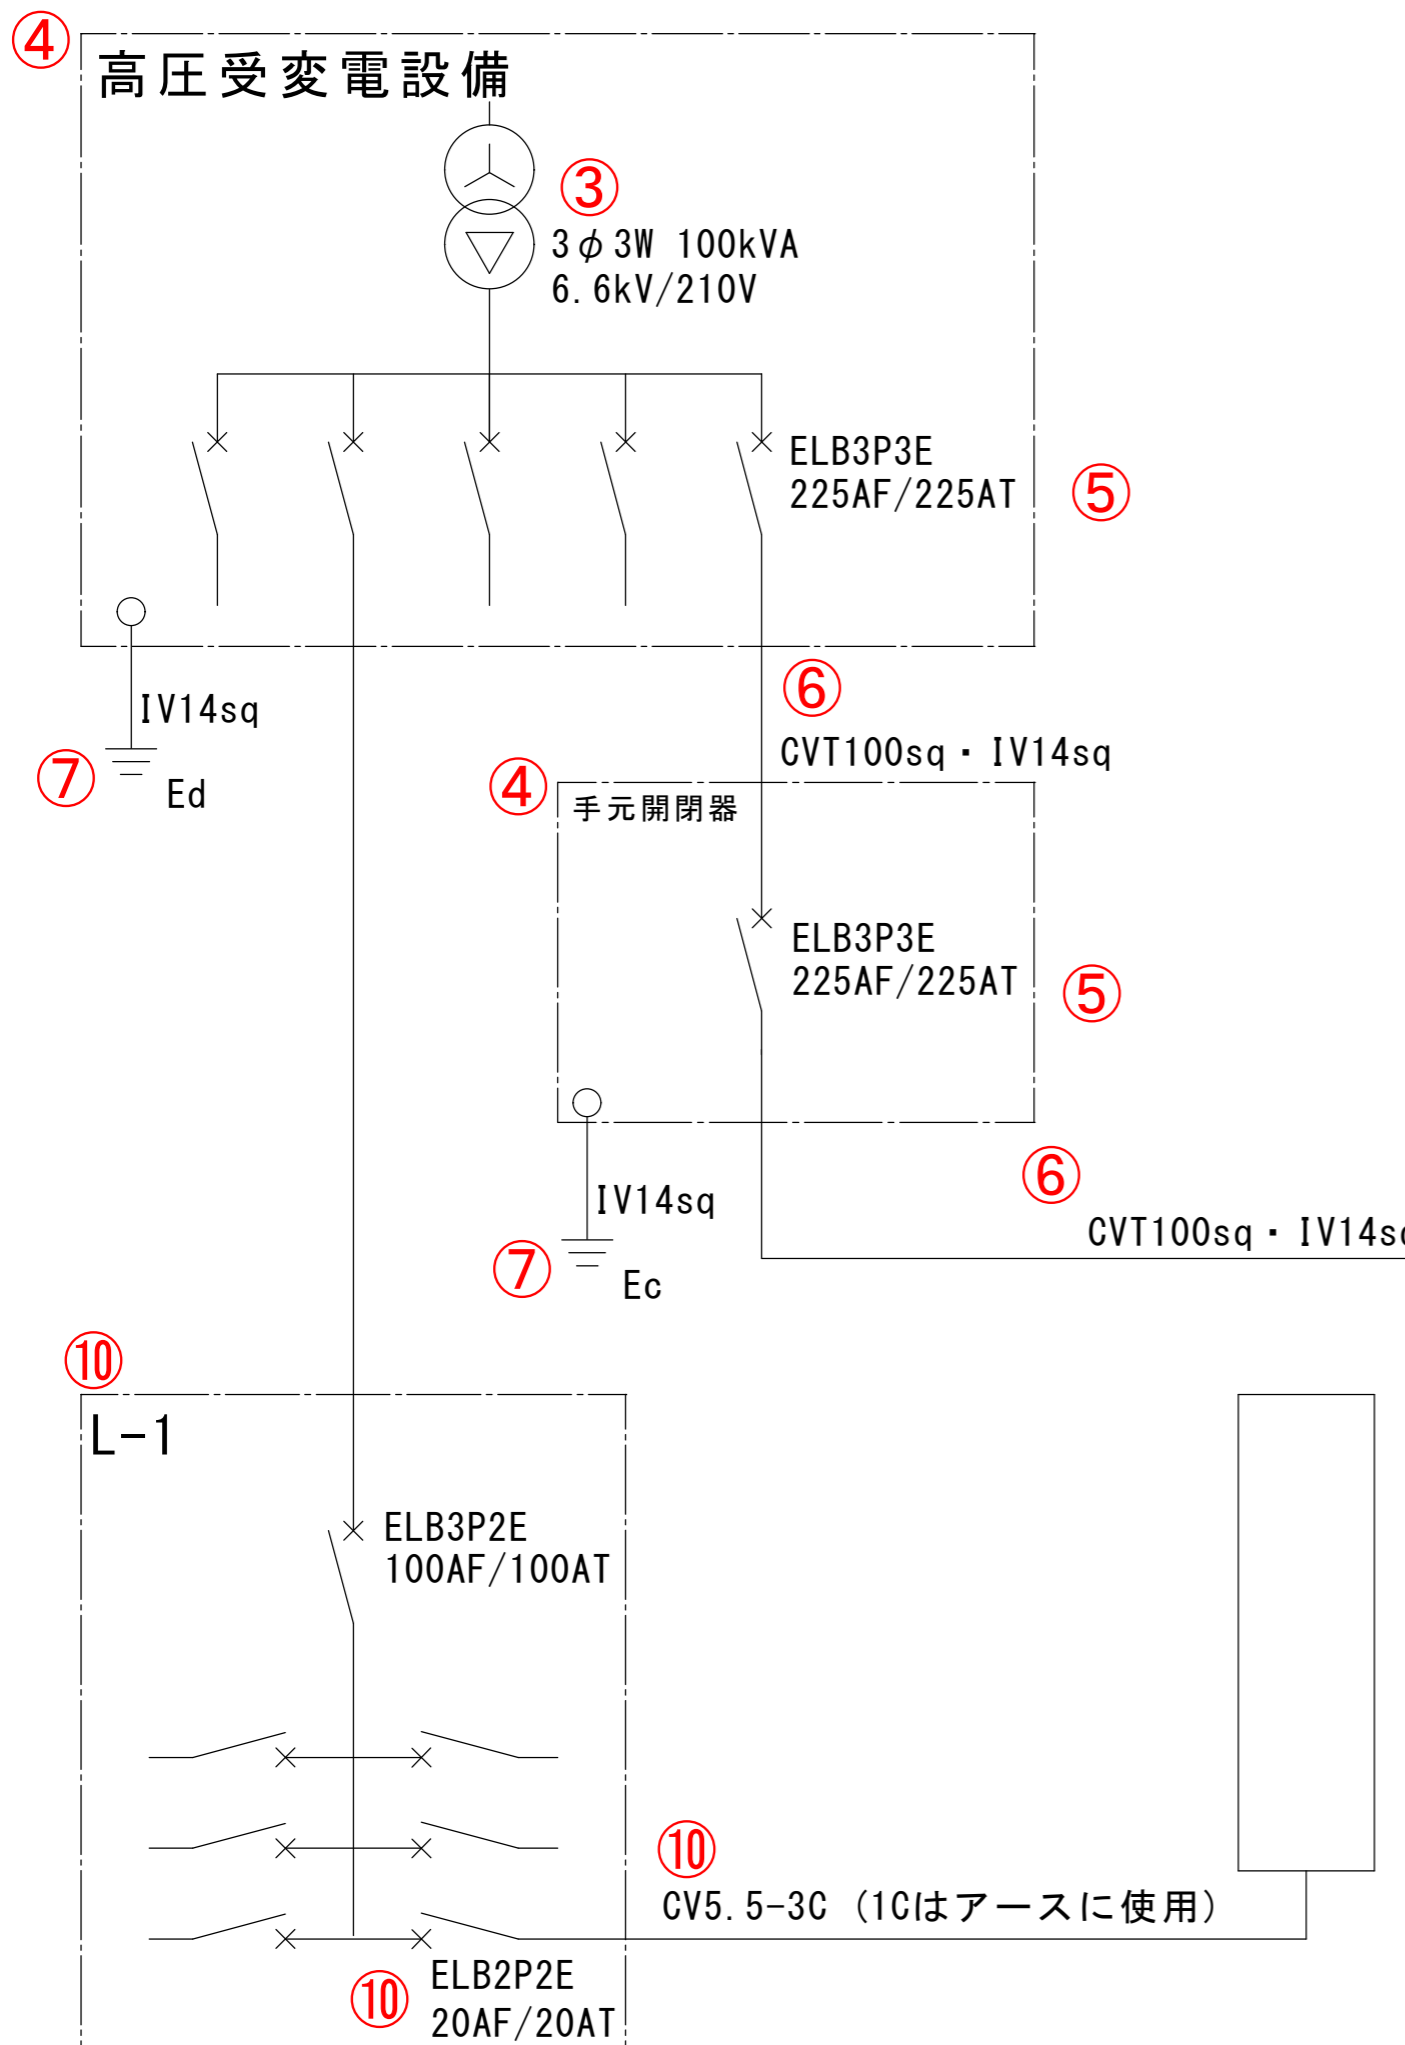 ④
高圧受変電設備
③
3φ3W 100kVA
6.6kV/210V
ELB3P3E
225AF/225AT
⑤
IV14sq
⑦
Ed
⑥
CVT100sq・IV14sq
④
手元開閉器
ELB3P3E
225AF/225AT
⑤
IV14sq
⑦
Ec
⑥
CVT100sq・IV14sq
⑩
L-1
ELB3P2E
100AF/100AT
⑩
CV5.5-3C (1Cはアースに使用)
⑩
ELB2P2E
20AF/20AT